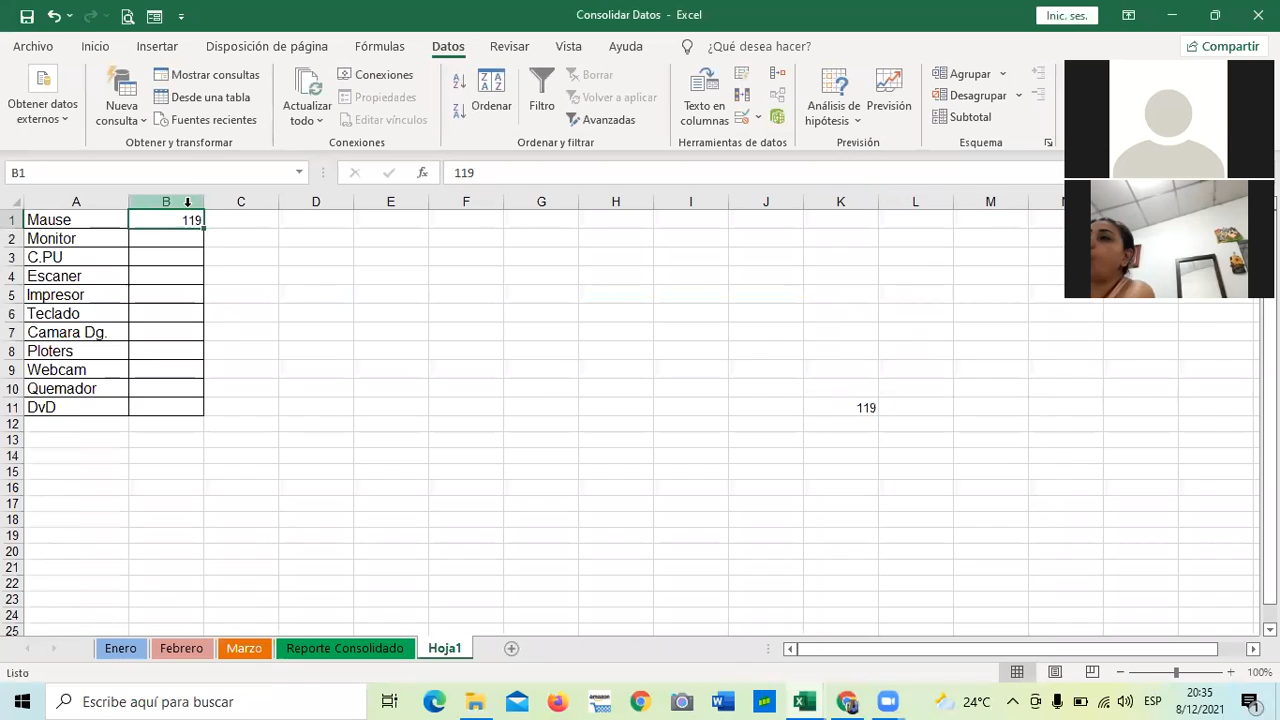 Consolidar Datos - Excel
Inic. ses.
Archivo Inicio Insertar Disposición de página Fórmulas Datos Revisar Vista Ayuda ¿Qué desea hacer? Compartir
Obtener datos externos
Nueva consulta
Mostrar consultas
Desde una tabla
Fuentes recientes
Obtener y transformar
Actualizar todo
Conexiones
Propiedades
Editar vínculos
Conexiones
A Z
Z A
Ordenar
Filtro
Borrar
Volver a aplicar
Avanzadas
Ordenar y filtrar
Texto en columnas
Herramientas de datos
Análisis de hipótesis
Previsión
Previsión
Agrupar
Desagrupar
Subtotal
Esquema
B1 fx 119
A B C D E F G H I J K L M
1 Mause 119
2 Monitor
3 C.PU
4 Escaner
5 Impresor
6 Teclado
7 Camara Dg.
8 Ploters
9 Webcam
10 Quemador
11 DvD 119
12
13
14
15
16
17
18
19
20
21
22
23
24
25
Enero Febrero Marzo Reporte Consolidado Hoja1
Listo 100%
Escribe aquí para buscar
24°C
ESP
20:35
8/12/2021